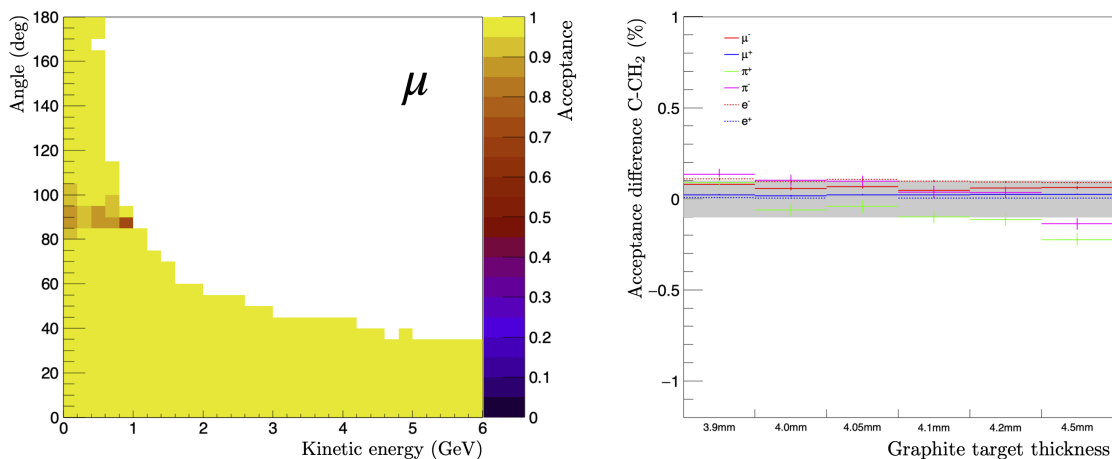 Angle (deg)
180
160
140
120
100
80
60
40
20
0
0 1 2 3 4 5 6
Kinetic energy (GeV)
μ
1
0.9
0.8
0.7
0.6
0.5
0.4
0.3
0.2
0.1
0
Acceptance
Acceptance difference C-CH₂ (%)
1
0.5
0
−0.5
−1
μ⁻
μ⁺
π⁺
π⁻
e⁻
e⁺
3.9mm 4.0mm 4.05mm 4.1mm 4.2mm 4.5mm
Graphite target thickness